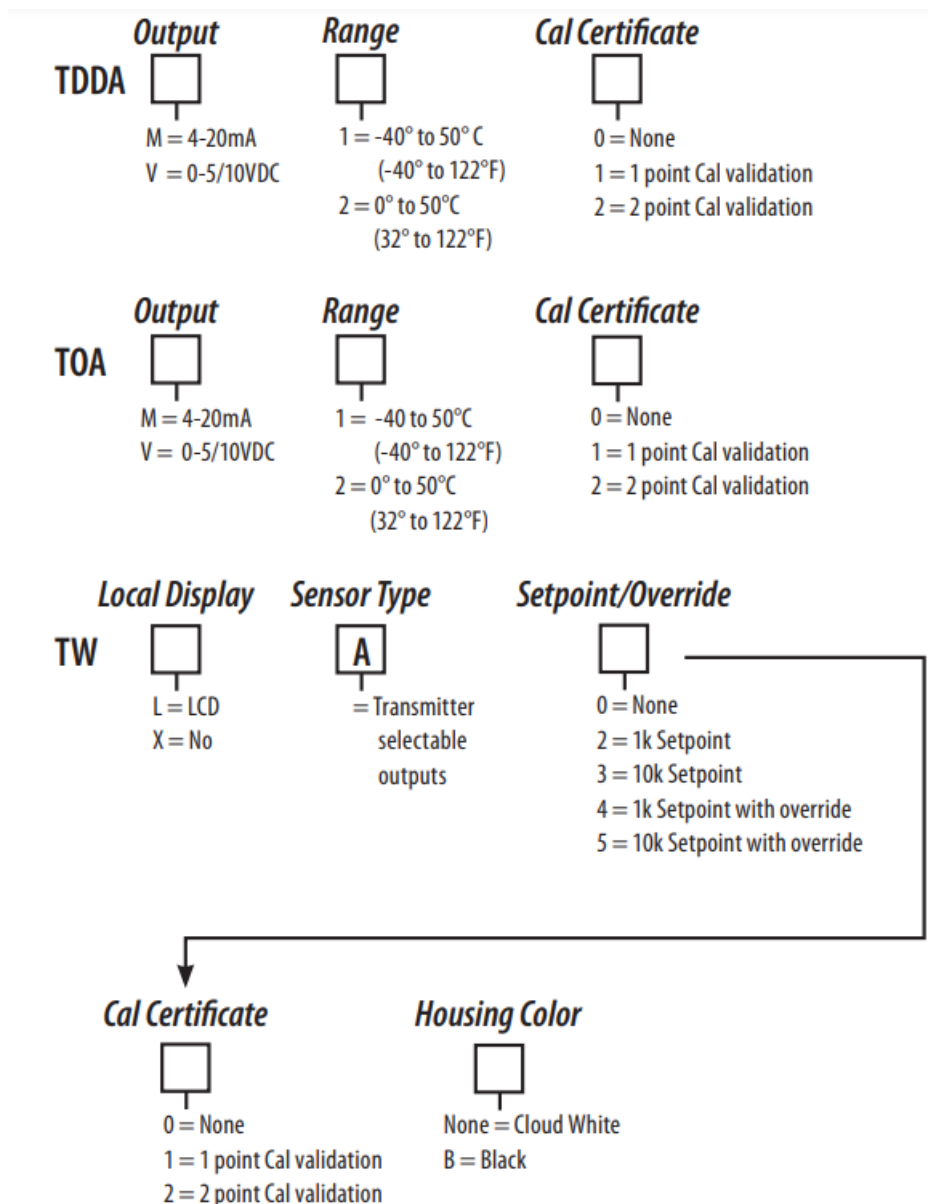 Output Range Cal Certificate
TDDA
M = 4-20mA
V = 0-5/10VDC
1 = -40° to 50° C
(-40° to 122°F)
2 = 0° to 50°C
(32° to 122°F)
0 = None
1 = 1 point Cal validation
2 = 2 point Cal validation
Output Range Cal Certificate
TOA
M = 4-20mA
V = 0-5/10VDC
1 = -40 to 50°C
(-40° to 122°F)
2 = 0° to 50°C
(32° to 122°F)
0 = None
1 = 1 point Cal validation
2 = 2 point Cal validation
Local Display Sensor Type Setpoint/Override
TW A
L = LCD
X = No
= Transmitter
selectable
outputs
0 = None
2 = 1k Setpoint
3 = 10k Setpoint
4 = 1k Setpoint with override
5 = 10k Setpoint with override
Cal Certificate Housing Color
0 = None
1 = 1 point Cal validation
2 = 2 point Cal validation
None = Cloud White
B = Black